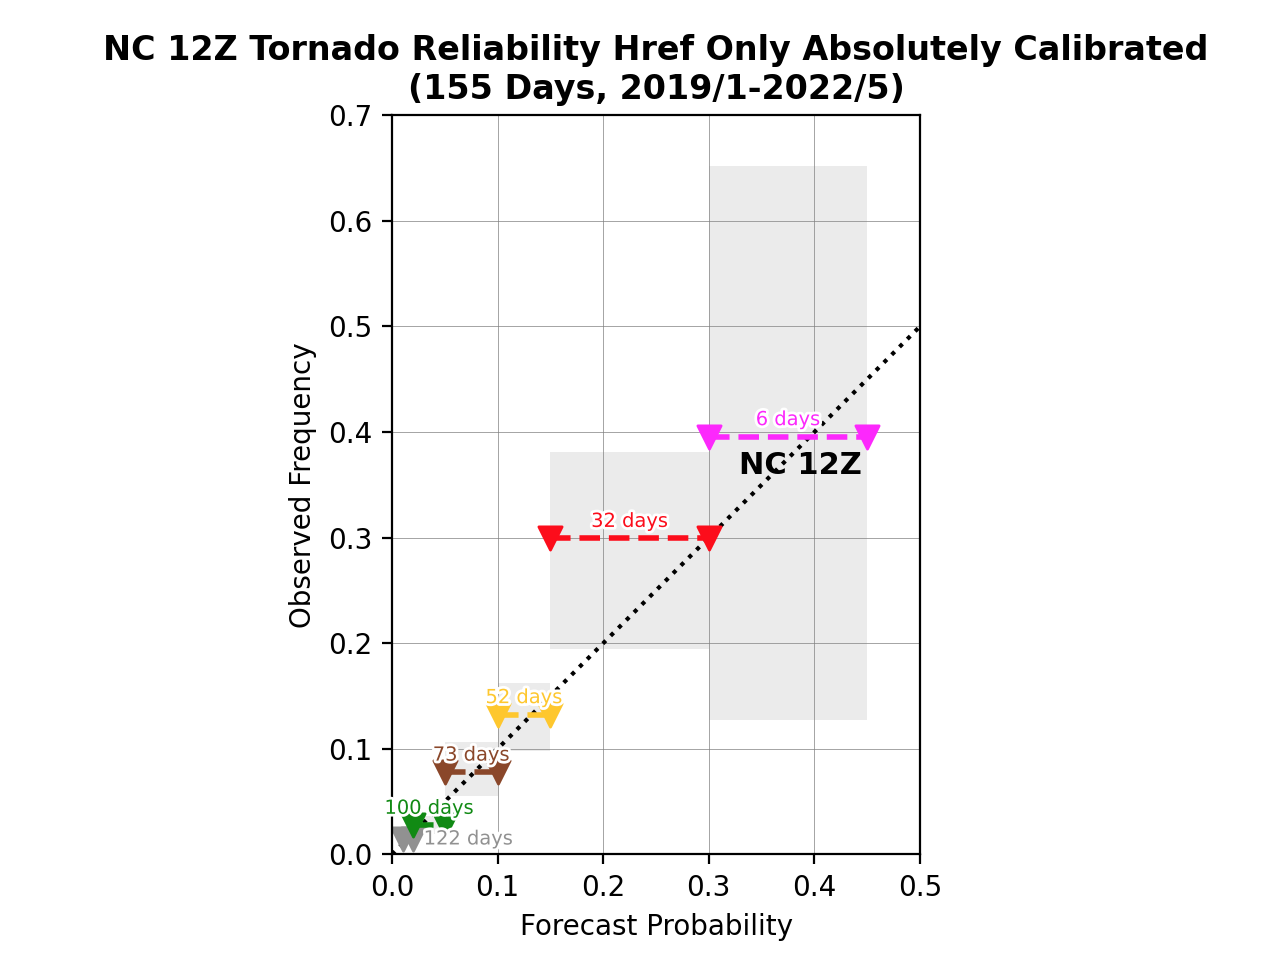 NC 12Z Tornado Reliability Href Only Absolutely Calibrated
(155 Days, 2019/1-2022/5)
0.7
0.6
0.5
0.4
0.3
0.2
0.1
0.0
Observed Frequency
6 days
NC 12Z
32 days
52 days
73 days
100 days
122 days
0.0 0.1 0.2 0.3 0.4 0.5
Forecast Probability